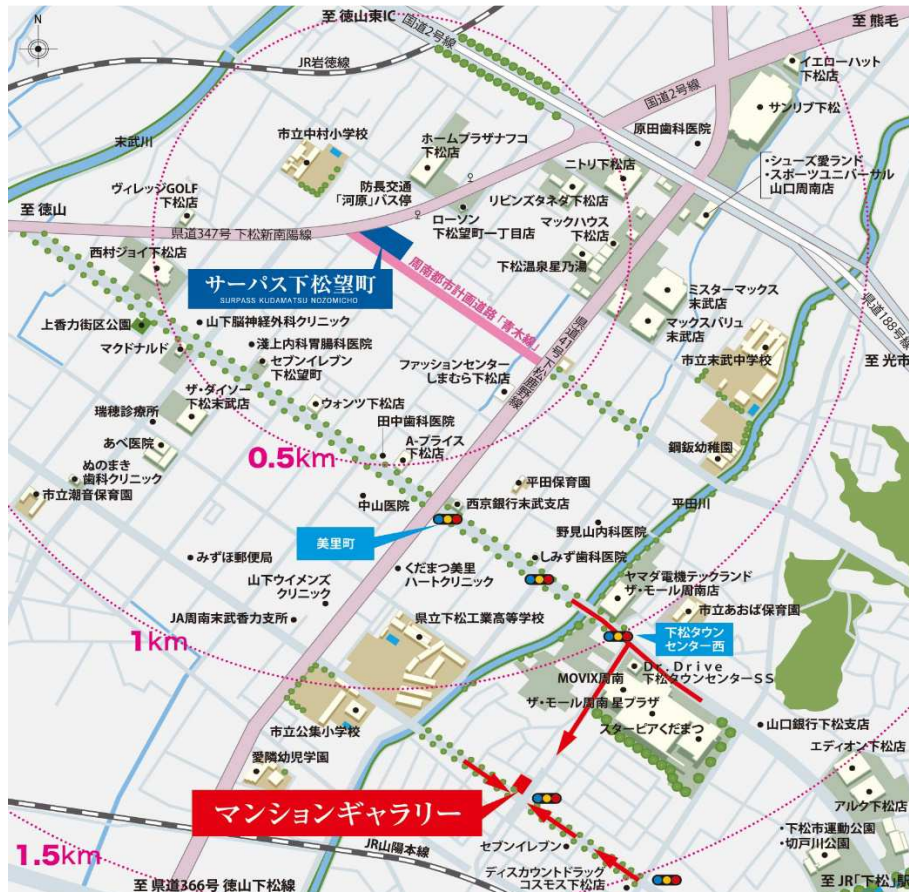 至 徳山東IC
国道2号線
至 熊毛
N
JR岩徳線
イエローハット
下松店
国道2号線
サンリブ下松
末武川
市立中村小学校
ホームプラザナフコ
下松店
原田歯科医院
ニトリ下松店
・シューズ愛ランド
・スポーツユニバーサル
山口周南店
ヴィレッジGOLF
下松店
防長交通
「河原」バス停
リビンズタネダ下松店
至 徳山
ローソン
下松望町一丁目店
マックハウス
下松店
県道347号 下松新南陽線
西村ジョイ下松店
サーパス下松望町
SURPASS KUDAMATSU NOZOMICHO
周南都市計画道路「青木線」
下松温泉星乃湯
ミスターマックス
末武店
県道188号線
上香力街区公園
山下脳神経外科クリニック
マックスバリュ
末武店
県道41号 下松鹿野線
市立末武中学校
至 光市
マクドナルド
淺上内科胃腸科医院
セブンイレブン
下松望町
ファッションセンター
しまむら下松店
ザ・ダイソー
下松末武店
ウォンツ下松店
瑞穂診療所
田中歯科医院
A-プライス
下松店
鋼鈑幼稚園
あべ医院
0.5km
ぬのまき
歯科クリニック
市立潮音保育園
中山医院
平田保育園
西京銀行末武支店
平田川
美里町
野見山内科医院
みずほ郵便局
くだまつ美里
ハートクリニック
しみず歯科医院
山下ウイメンズ
クリニック
ヤマダ電機テックランド
ザ・モール周南店
市立あおば保育園
JA周南末武香力支所
県立下松工業高等学校
下松タウン
センター西
1km
MOVIX周南
Dr.Drive
下松タウンセンターSS
ザ・モール周南 星プラザ
スターピアくだまつ
市立公集小学校
山口銀行下松支店
愛隣幼児学園
エディオン下松店
マンションギャラリー
アルク下松店
JR山陽本線
セブンイレブン
・下松市運動公園
・切戸川公園
1.5km
ディスカウントドラッグ
コスモス下松店
至 県道366号 徳山下松線
至 JR「下松」駅